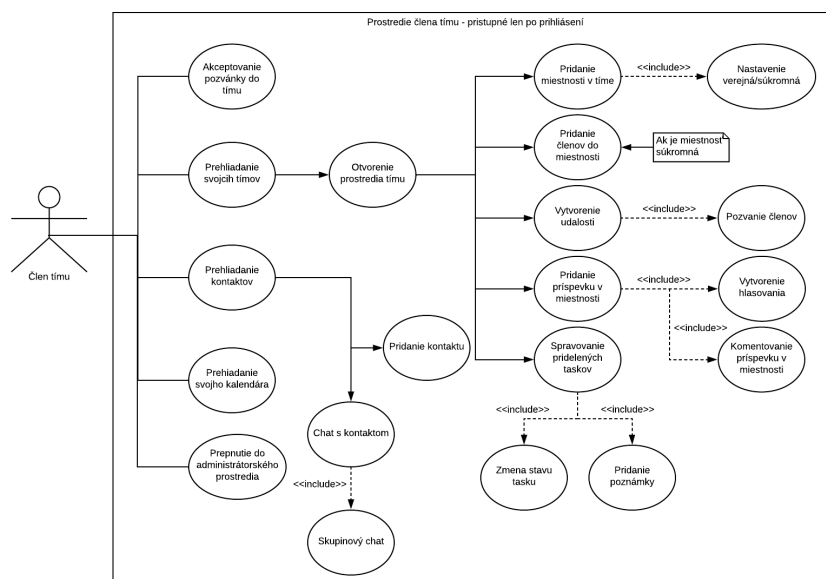 Prostredie člena tímu - pristupné len po prihlásení
Akceptovanie
pozvánky do
tímu
Pridanie
miestnosti v tíme
<<include>>
Nastavenie
verejná/súkromná
Pridanie
členov do
miestnosti
Ak je miestnosť
súkromná
Prehliadanie
svojcih tímov
Otvorenie
prostredia tímu
Vytvorenie
udalosti
<<include>>
Pozvanie členov
Člen tímu
Prehliadanie
kontaktov
Pridanie
príspevku v
miestnosti
<<include>>
Vytvorenie
hlasovania
<<include>>
Pridanie kontaktu
Spravovanie
pridelených
taskov
Komentovanie
príspevku v
miestnosti
Prehiadanie
svojho kalendára
<<include>>
<<include>>
Chat s kontaktom
Prepnutie do
administrátorského
prostredia
Zmena stavu
tasku
Pridanie
poznámky
<<include>>
Skupinový chat